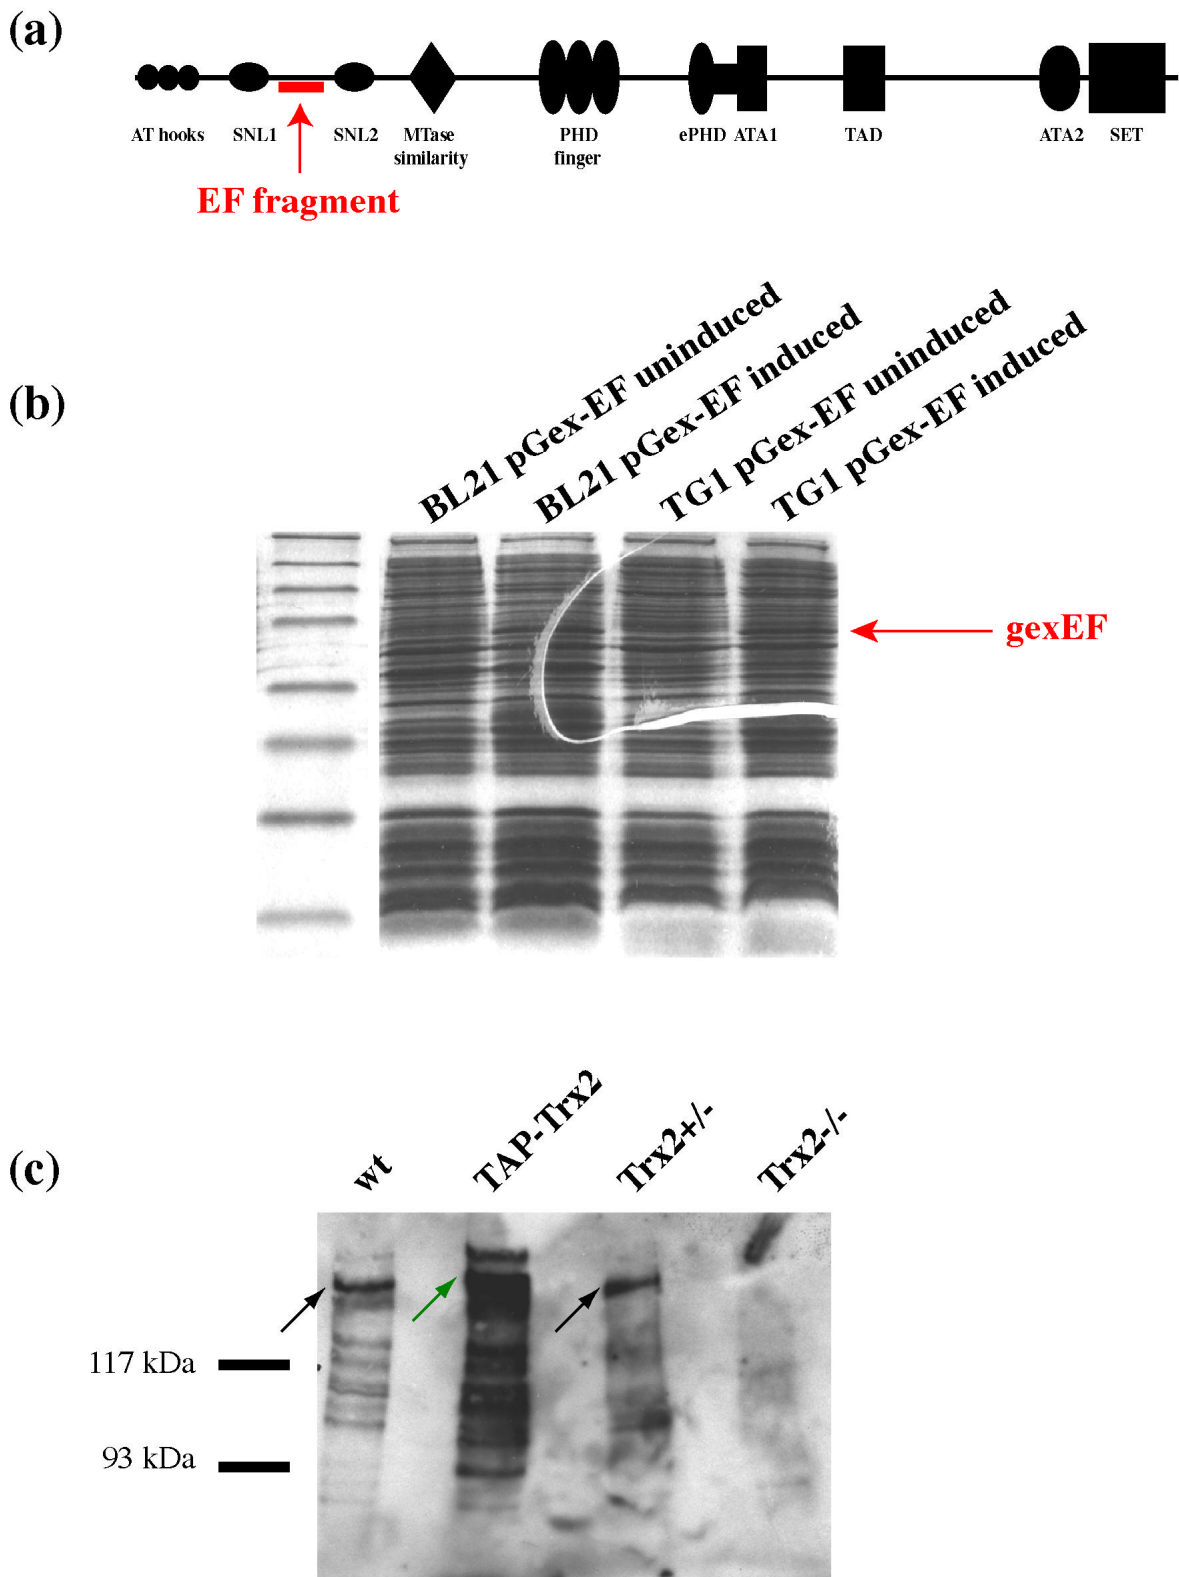 (a)
AT hooks SNL1 SNL2 MTase similarity PHD finger ePHD ATA1 TAD ATA2 SET
EF fragment
(b)
BL21 pGex-EF uninduced
BL21 pGex-EF induced
TG1 pGex-EF uninduced
TG1 pGex-EF induced
gexEF
(c)
wt
TAP-Trx2
Trx2+/-
Trx2-/-
117 kDa
93 kDa